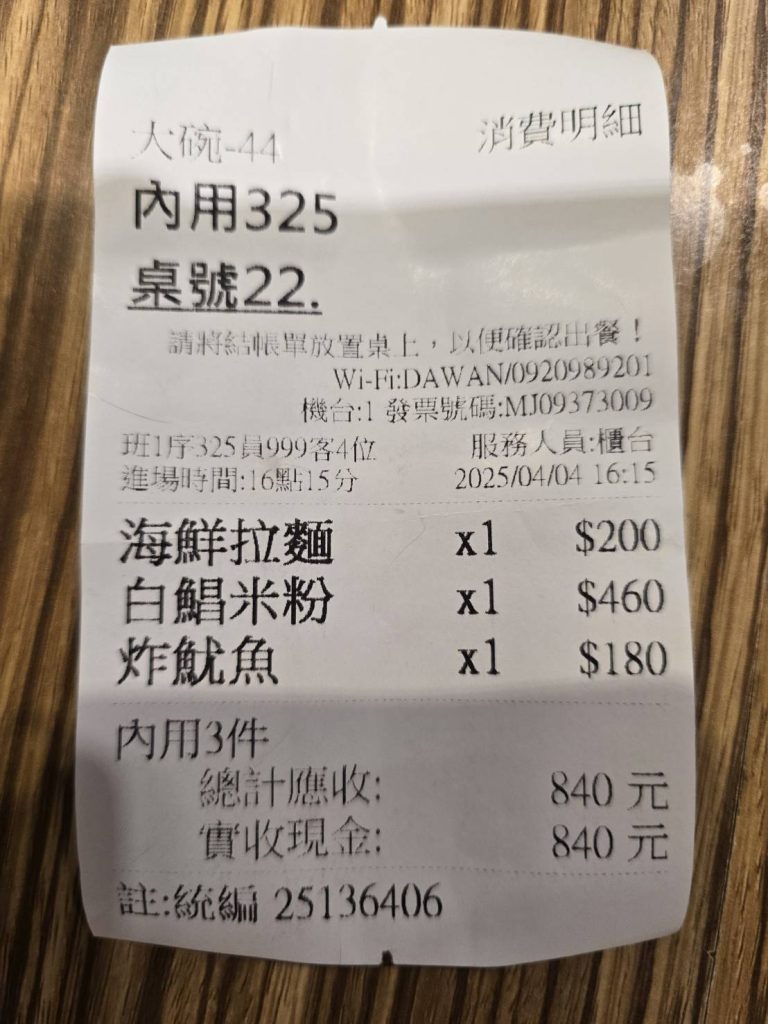 大碗-44 消費明細
內用325
桌號22.
請將結帳單放置桌上，以便確認出餐！
Wi-Fi:DAWAN/0920989201
機台:1 發票號碼:MJ09373009
班1序325員999客4位 服務人員:櫃台
進場時間:16點15分 2025/04/04 16:15
海鮮拉麵 x1 $200
白鯧米粉 x1 $460
炸魷魚 x1 $180
內用3件
總計應收: 840 元
實收現金: 840 元
註:統編 25136406